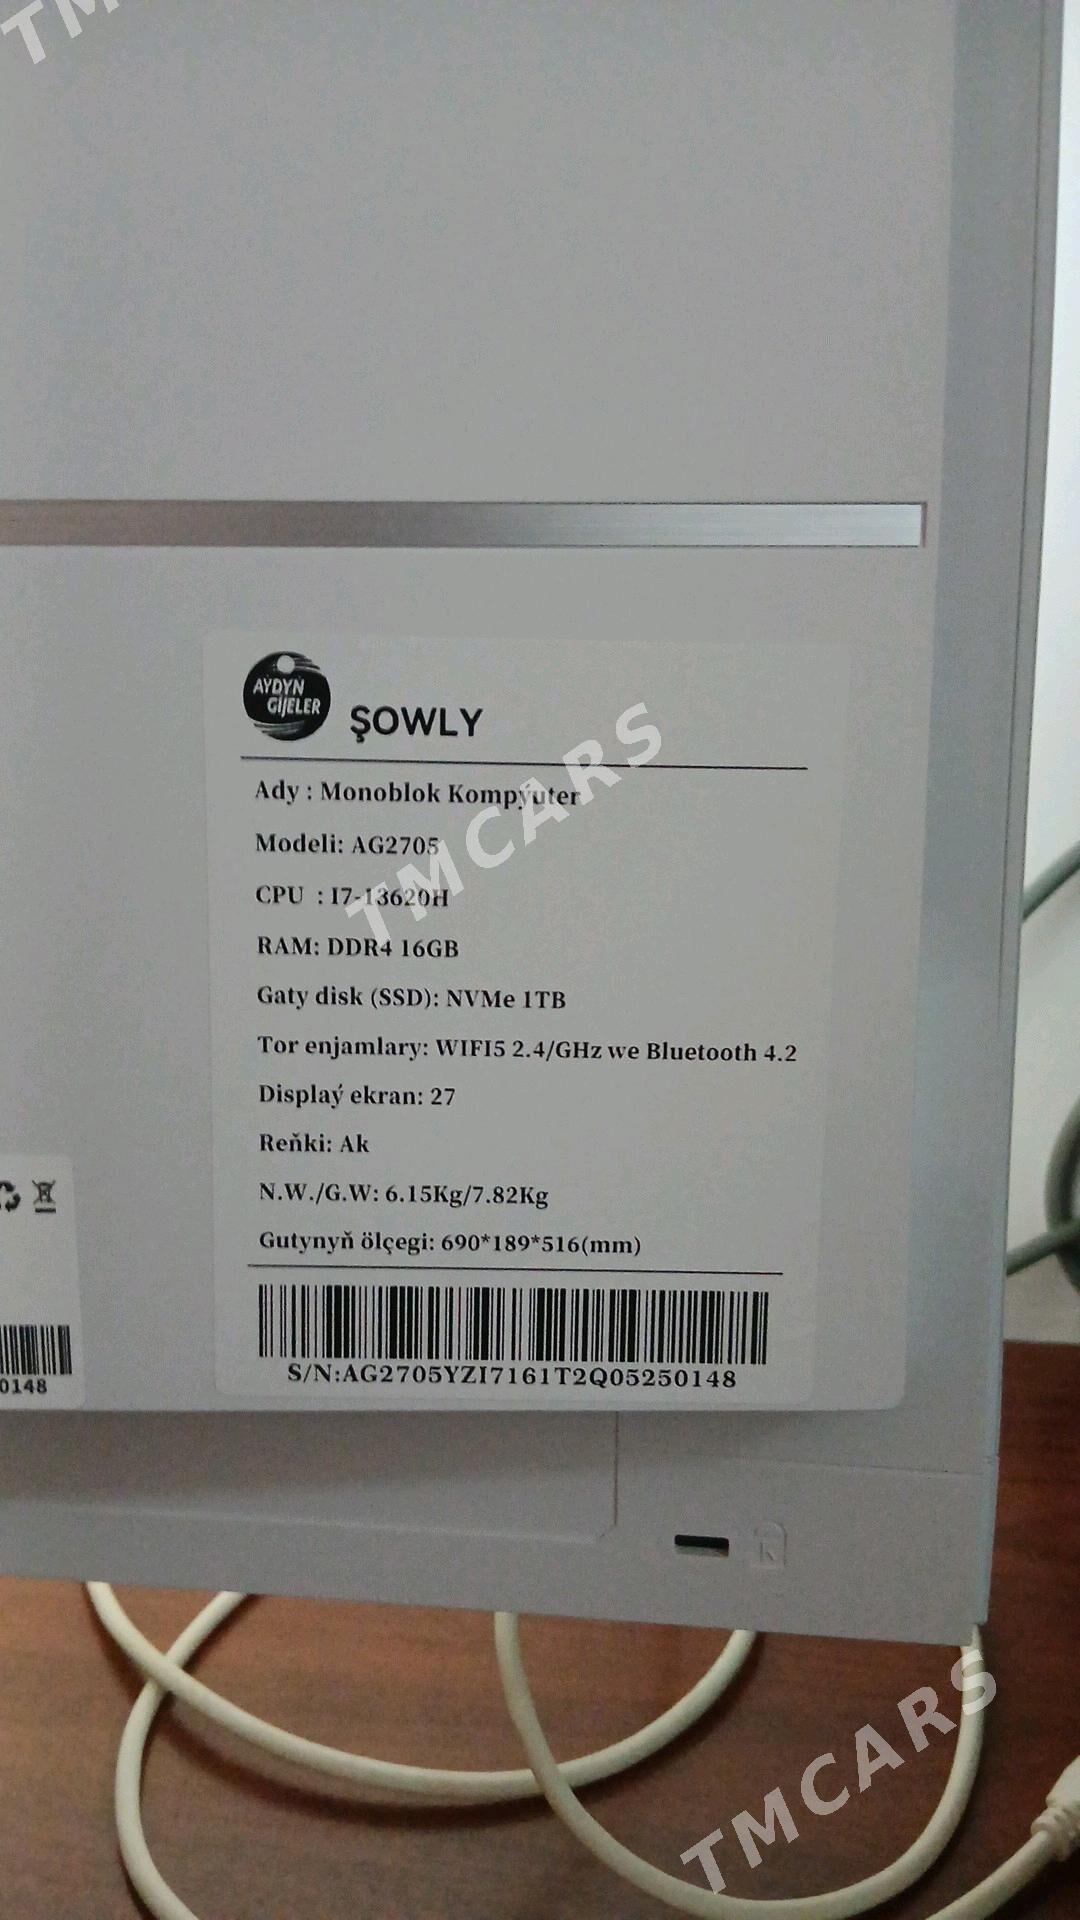 TM
AÝDYŇ
GIJELER
ŞOWLY
Ady : Monoblok Kompýuter
Modeli: AG2705
CPU : I7-13620H
RAM: DDR4 16GB
Gaty disk (SSD): NVMe 1TB
Tor enjamlary: WIFI5 2.4/GHz we Bluetooth 4.2
Displaý ekran: 27
Reňki: Ak
N.W./G.W: 6.15Kg/7.82Kg
Gutynyň ölçegi: 690*189*516(mm)
S/N:AG2705YZI7161T2Q05250148
0148
TMCARS
TMCARS